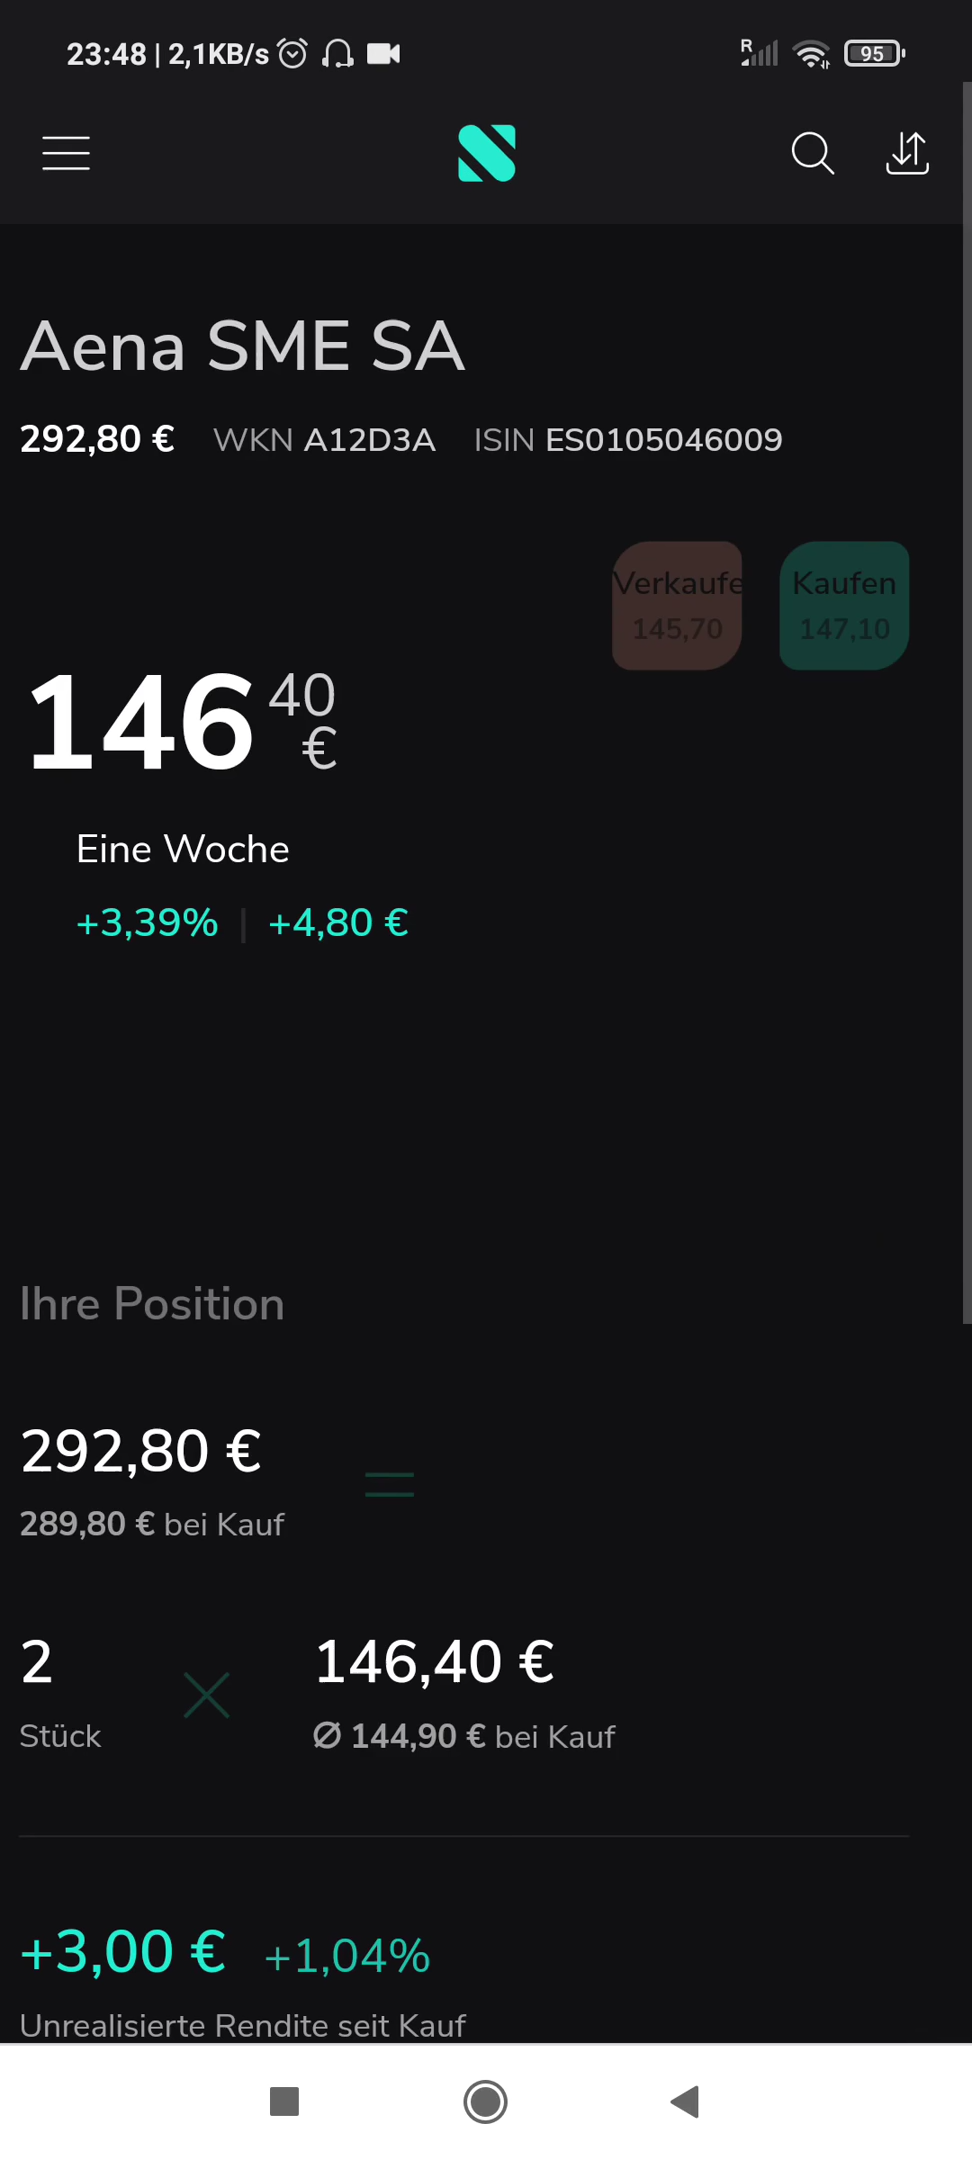 23:48 | 2,1KB/s
R 95
Aena SME SA
292,80 € WKN A12D3A ISIN ES0105046009
Verkaufe Kaufen
145,70 147,10
146 40 €
Eine Woche
+3,39% | +4,80 €
Ihre Position
292,80 €
289,80 € bei Kauf
2 146,40 €
Stück Ø 144,90 € bei Kauf
+3,00 € +1,04%
Unrealisierte Rendite seit Kauf